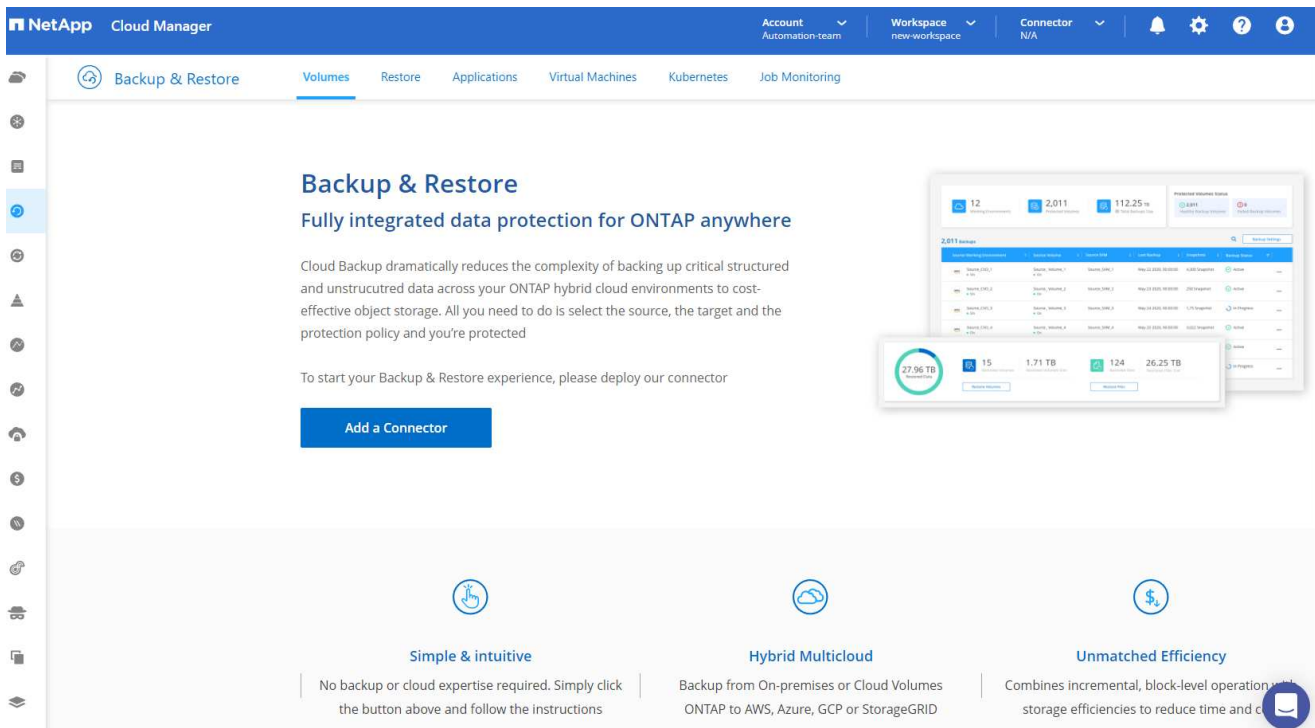 NetApp Cloud Manager
Account
Automation-team
Workspace
new-workspace
Connector
N/A
Backup & Restore
Volumes
Restore
Applications
Virtual Machines
Kubernetes
Job Monitoring
Backup & Restore
Fully integrated data protection for ONTAP anywhere
Cloud Backup dramatically reduces the complexity of backing up critical structured
and unstrucutred data across your ONTAP hybrid cloud environments to cost-
effective object storage. All you need to do is select the source, the target and the
protection policy and you're protected
To start your Backup & Restore experience, please deploy our connector
Add a Connector
12
2,011
112.25 TB
Protected Volumes Status
2,011 Backups
27.96 TB
15
1.71 TB
124
26.25 TB
Simple & intuitive
No backup or cloud expertise required. Simply click
the button above and follow the instructions
Hybrid Multicloud
Backup from On-premises or Cloud Volumes
ONTAP to AWS, Azure, GCP or StorageGRID
Unmatched Efficiency
Combines incremental, block-level operation
storage efficiencies to reduce time and